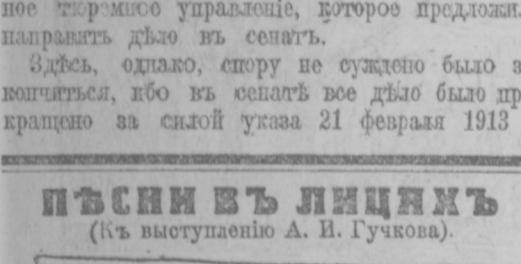 ное тюремное управленіе, которое предложи
направить дѣло въ сенатъ.
Здѣсь, однако, спору не суждено было з
кончиться, ибо въ сенатѣ все дѣло было пр
кращено за силой указа 21 февраля 1913
ПѢСНИ ВЪ ЛИЦАХЪ
(Къ выступленію А. И. Гучкова).